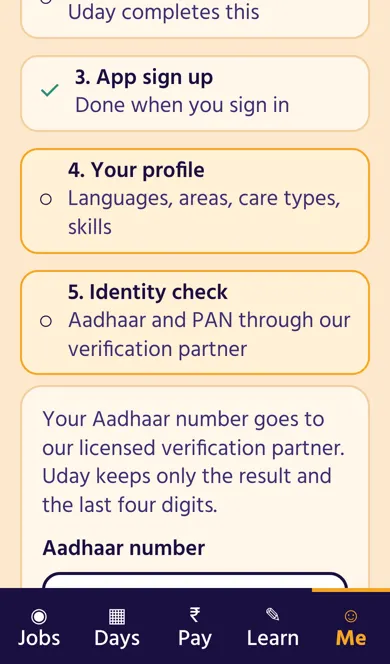 Uday completes this
3. App sign up
Done when you sign in
4. Your profile
Languages, areas, care types,
skills
5. Identity check
Aadhaar and PAN through our
verification partner
Your Aadhaar number goes to
our licensed verification partner.
Uday keeps only the result and
the last four digits.
Aadhaar number
₹
Jobs Days Pay Learn Me